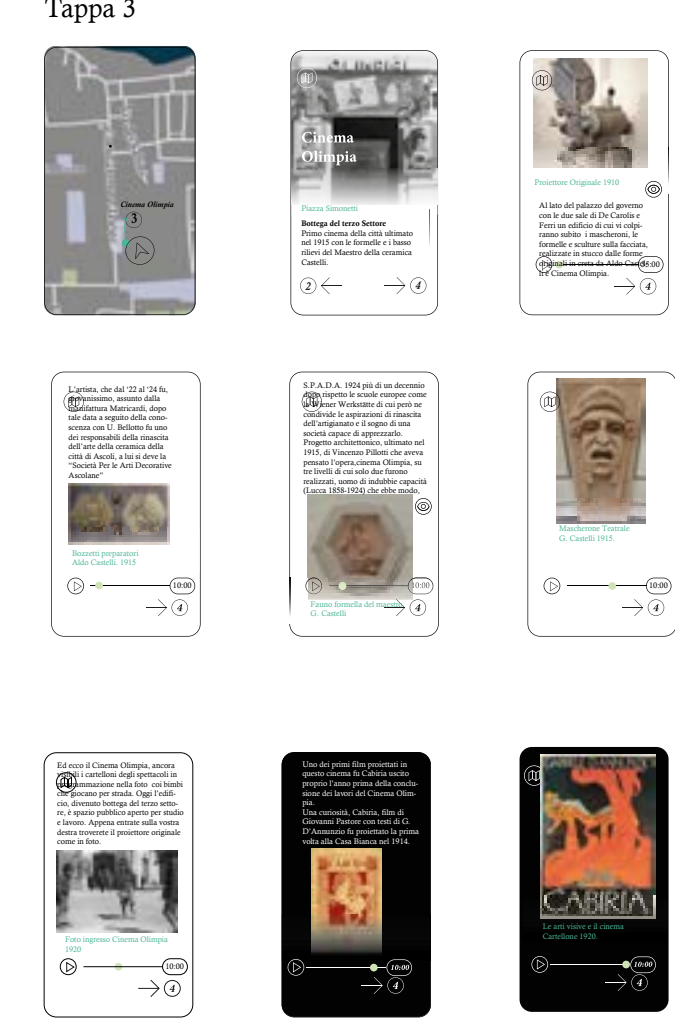 Tappa 3
Cinema Olimpia
3
OLIMPIA
Cinema
Olimpia
Piazza Simonetti
Bottega del terzo Settore
Primo cinema della città ultimato
nel 1915 con le formelle e i basso
rilievi del Maestro della ceramica
Castelli.
2
4
Proiettore Originale 1910
Al lato del palazzo del governo
con le due sale di De Carolis e
Ferri un edificio di cui vi colpi-
ranno subito i mascheroni, le
formelle e sculture sulla facciata,
realizzate in stucco dalle forme
originali in creta da Aldo Castel-
li è Cinema Olimpia.
4
L'artista, che dal '22 al '24 fu,
giovanissimo, assunto dalla
manifattura Matricardi, dopo
tale data a seguito della cono-
scenza con U. Bellotto fu uno
dei responsabili della rinascita
dell'arte della ceramica della
città di Ascoli, a lui si deve la
"Società Per le Arti Decorative
Ascolane"
Bozzetti preparatori
Aldo Castelli. 1915
10:00
4
S.P.A.D.A. 1924 più di un decennio
dopo rispetto le scuole europee come
la Wiener Werkstätte di cui però ne
condivide le aspirazioni di rinascita
dell'artigianato e il sogno di una
società capace di apprezzarlo.
Progetto architettonico, ultimato nel
1915, di Vincenzo Pillotti che aveva
pensato l'opera,cinema Olimpia, su
tre livelli di cui solo due furono
realizzati, uomo di indubbie capacità
(Lucca 1858-1924) che ebbe modo,
10:00
Fauno formella del maestro
G. Castelli
4
Mascherone Teatrale
G. Castelli 1915.
10:00
4
Ed ecco il Cinema Olimpia, ancora
visibili i cartelloni degli spettacoli in
programmazione nella foto coi bimbi
che giocano per strada. Oggi l'edifi-
cio, divenuto bottega del terzo setto-
re, è spazio pubblico aperto per studio
e lavoro. Appena entrate sulla vostra
destra troverete il proiettore originale
come in foto.
Foto ingresso Cinema Olimpia
1920
10:00
4
Uno dei primi film proiettati in
questo cinema fu Cabiria uscito
proprio l'anno prima della conclu-
sione dei lavori del Cinema Olim-
pia.
Una curiosità, Cabiria, film di
Giovanni Pastore con testi di G.
D'Annunzio fu proiettato la prima
volta alla Casa Bianca nel 1914.
10:00
4
CABIRIA
Le arti visive e il cinema
Cartellone 1920.
10:00
4